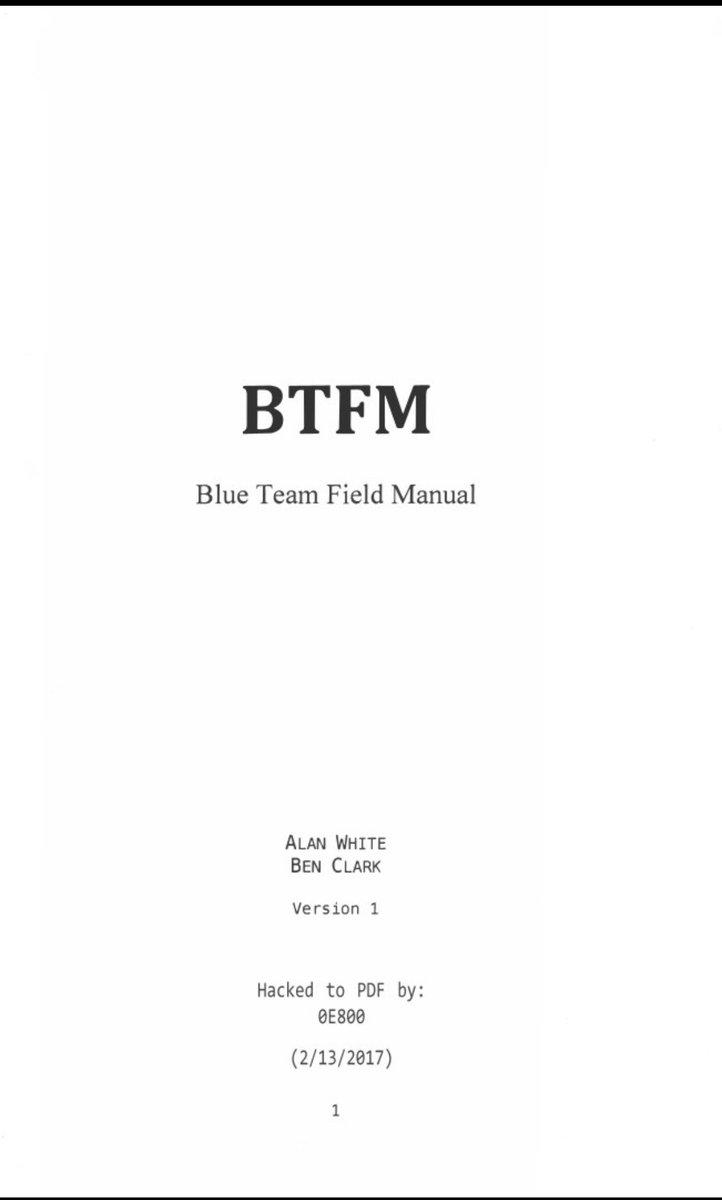 BTFM
Blue Team Field Manual
ALAN WHITE
BEN CLARK
Version 1
Hacked to PDF by:
0E800
(2/13/2017)
1